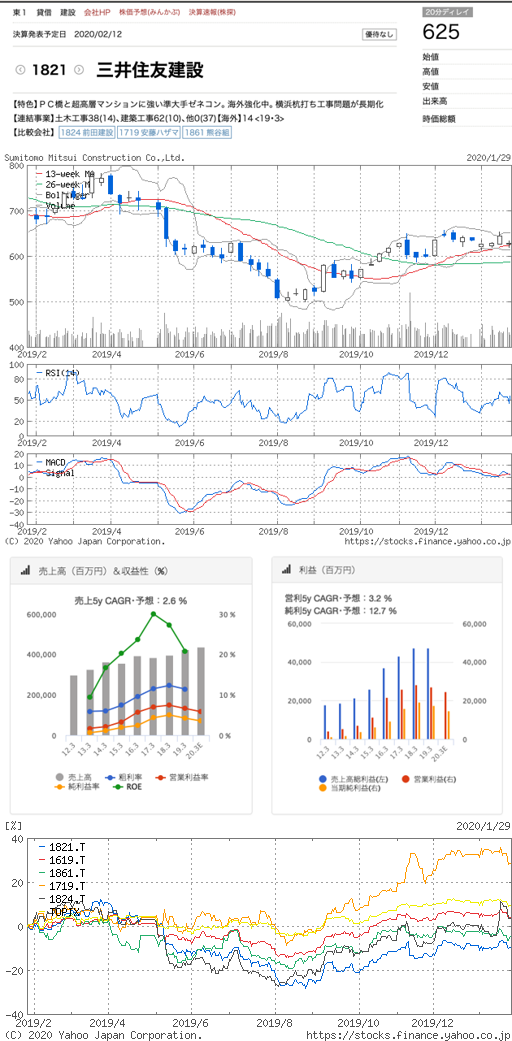 東1 貸借 建設 会社HP 株価予想(みんかぶ) 決算速報(株探)
20分ディレイ
625
決算発表予定日 2020/02/12
優待なし
1821
三井住友建設
始値
高値
安値
出来高
時価総額
【特色】PC橋と超高層マンションに強い準大手ゼネコン。海外強化中。横浜杭打ち工事問題が長期化
【連結事業】土木工事38(14)、建築工事62(10)、他0(37)【海外】14 <19・3>
【比較会社】 1824 前田建設 1719 安藤ハザマ 1861 熊谷組
Sumitomo Mitsui Construction Co.,Ltd.
2020/1/29
800
700
600
500
400
13-week MA
26-week M
Bollinger
Volume
2019/2 2019/4 2019/6 2019/8 2019/10 2019/12
100
80
50
20
0
RSI(14)
2019/2 2019/4 2019/6 2019/8 2019/10 2019/12
20
10
0
-10
-20
-30
-40
MACD
Signal
2019/2 2019/4 2019/6 2019/8 2019/10 2019/12
(C) 2020 Yahoo Japan Corporation.
https://stocks.finance.yahoo.co.jp/
売上高（百万円）＆収益性（%）
売上5y CAGR・予想：2.6 %
600,000
400,000
200,000
0
30 %
20 %
10 %
0 %
12.3 13.3 14.3 15.3 16.3 17.3 18.3 19.3 20.3E
売上高 粗利率 営業利益率
純利益率 ROE
利益（百万円）
営利5y CAGR・予想：3.2 %
純利5y CAGR・予想：12.7 %
60,000
40,000
20,000
0
60,000
40,000
20,000
0
12.3 13.3 14.3 15.3 16.3 17.3 18.3 19.3 20.3E
売上高総利益(左) 営業利益(右)
当期純利益(右)
[%]
2020/1/29
40
20
0
-20
-40
1821.T
1619.T
1861.T
1719.T
1824.T
TOPIX
2019/2 2019/4 2019/6 2019/8 2019/10 2019/12
(C) 2020 Yahoo Japan Corporation.
https://stocks.finance.yahoo.co.jp/